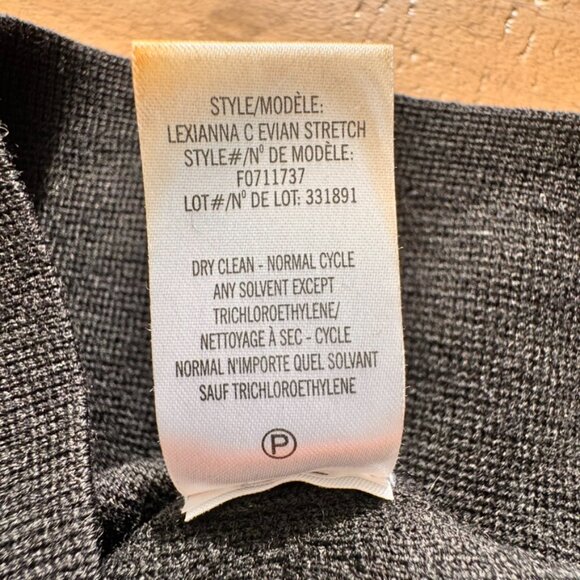 STYLE/MODÈLE:
LEXIANNA C EVIAN STRETCH
STYLE#/Nº DE MODÈLE:
F0711737
LOT#/Nº DE LOT: 331891
DRY CLEAN - NORMAL CYCLE
ANY SOLVENT EXCEPT
TRICHLOROETHYLENE/
NETTOYAGE À SEC - CYCLE
NORMAL N'IMPORTE QUEL SOLVANT
SAUF TRICHLOROETHYLENE
P